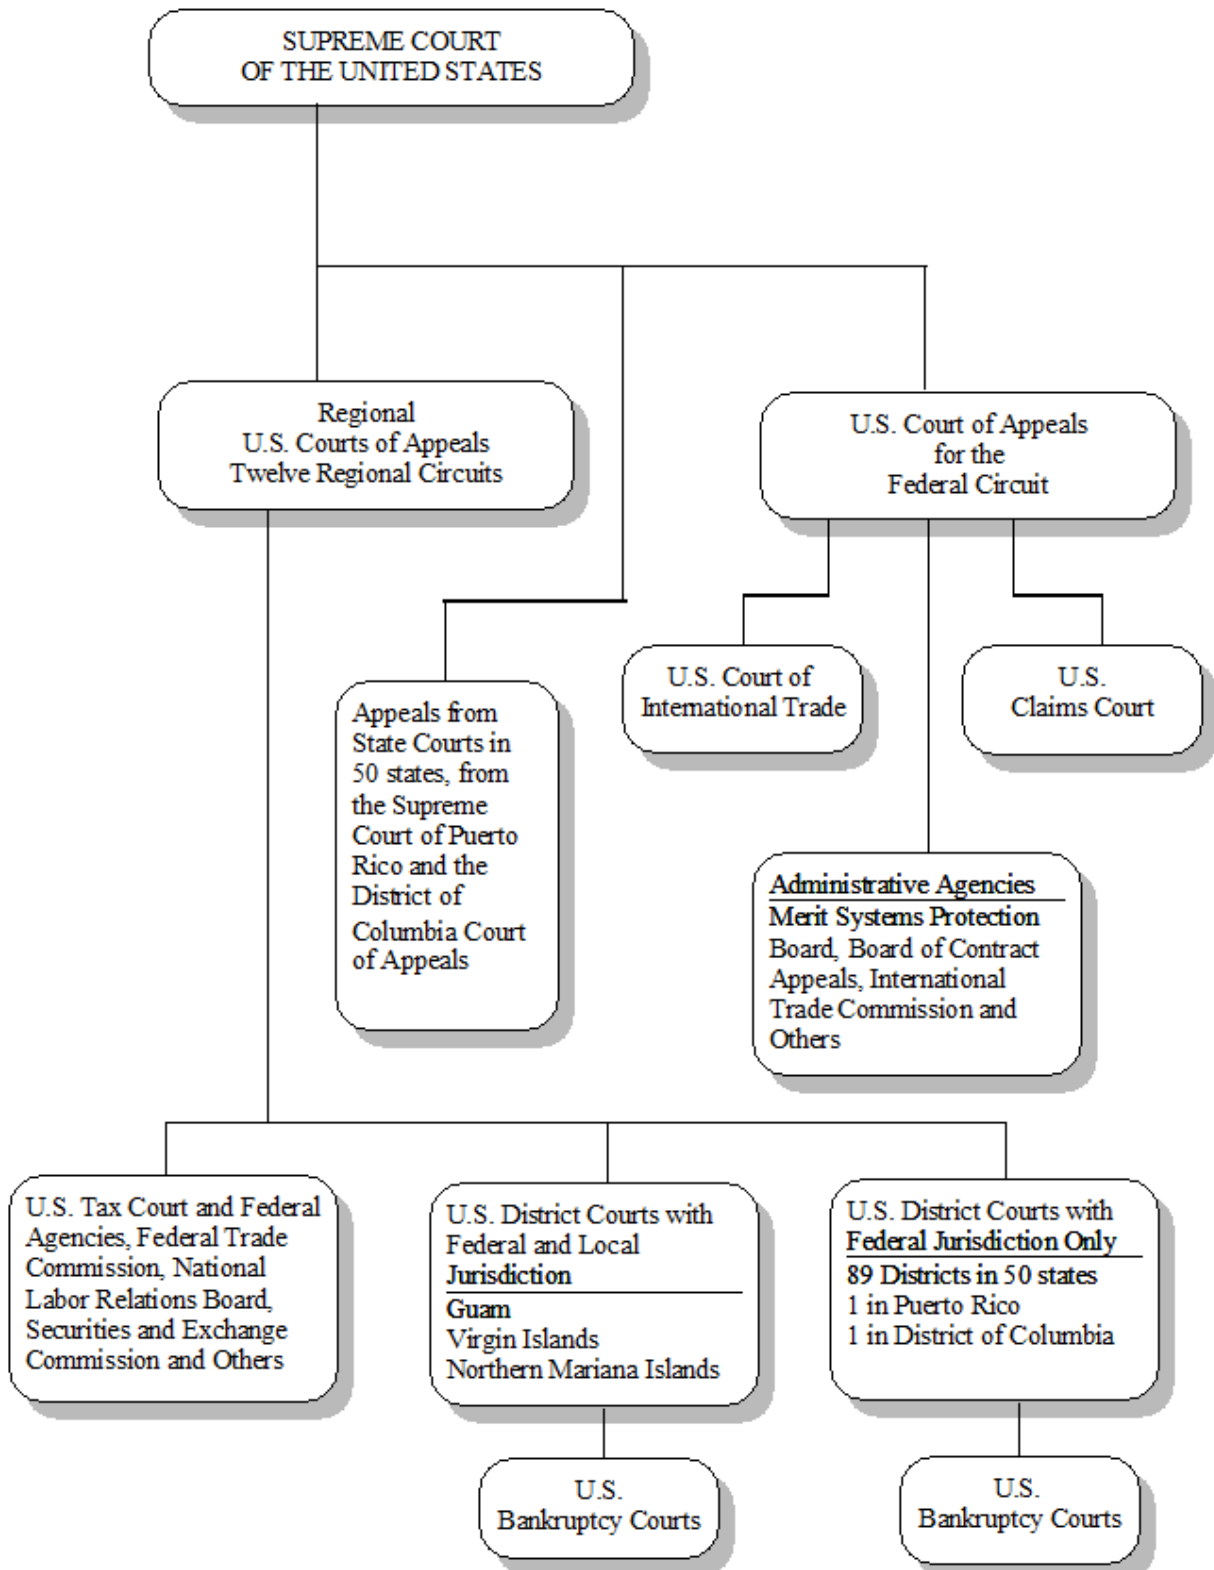 SUPREME COURT
OF THE UNITED STATES
Regional
U.S. Courts of Appeals
Twelve Regional Circuits
U.S. Court of Appeals
for the
Federal Circuit
U.S. Court of
International Trade
U.S.
Claims Court
Appeals from
State Courts in
50 states, from
the Supreme
Court of Puerto
Rico and the
District of
Columbia Court
of Appeals
Administrative Agencies
Merit Systems Protection
Board, Board of Contract
Appeals, International
Trade Commission and
Others
U.S. Tax Court and Federal
Agencies, Federal Trade
Commission, National
Labor Relations Board,
Securities and Exchange
Commission and Others
U.S. District Courts with
Federal and Local
Jurisdiction
Guam
Virgin Islands
Northern Mariana Islands
U.S. District Courts with
Federal Jurisdiction Only
89 Districts in 50 states
1 in Puerto Rico
1 in District of Columbia
U.S.
Bankruptcy Courts
U.S.
Bankruptcy Courts